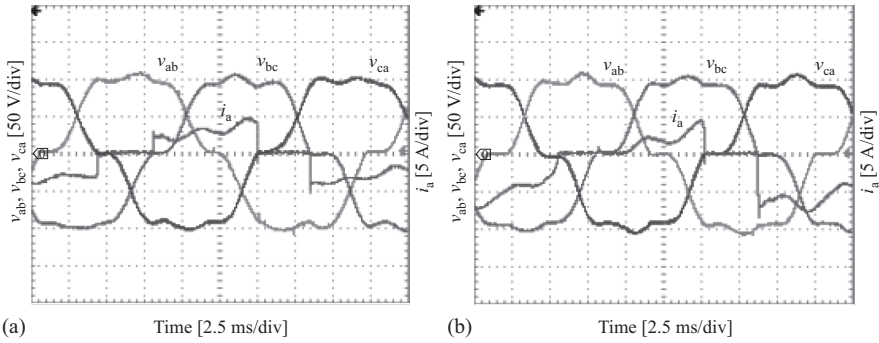 v_ab, v_bc, v_ca [50 V/div]
v_ab
v_bc
v_ca
i_a
i_a [5 A/div]
(a)
Time [2.5 ms/div]
v_ab, v_bc, v_ca [50 V/div]
v_ab
v_bc
v_ca
i_a
i_a [5 A/div]
(b)
Time [2.5 ms/div]